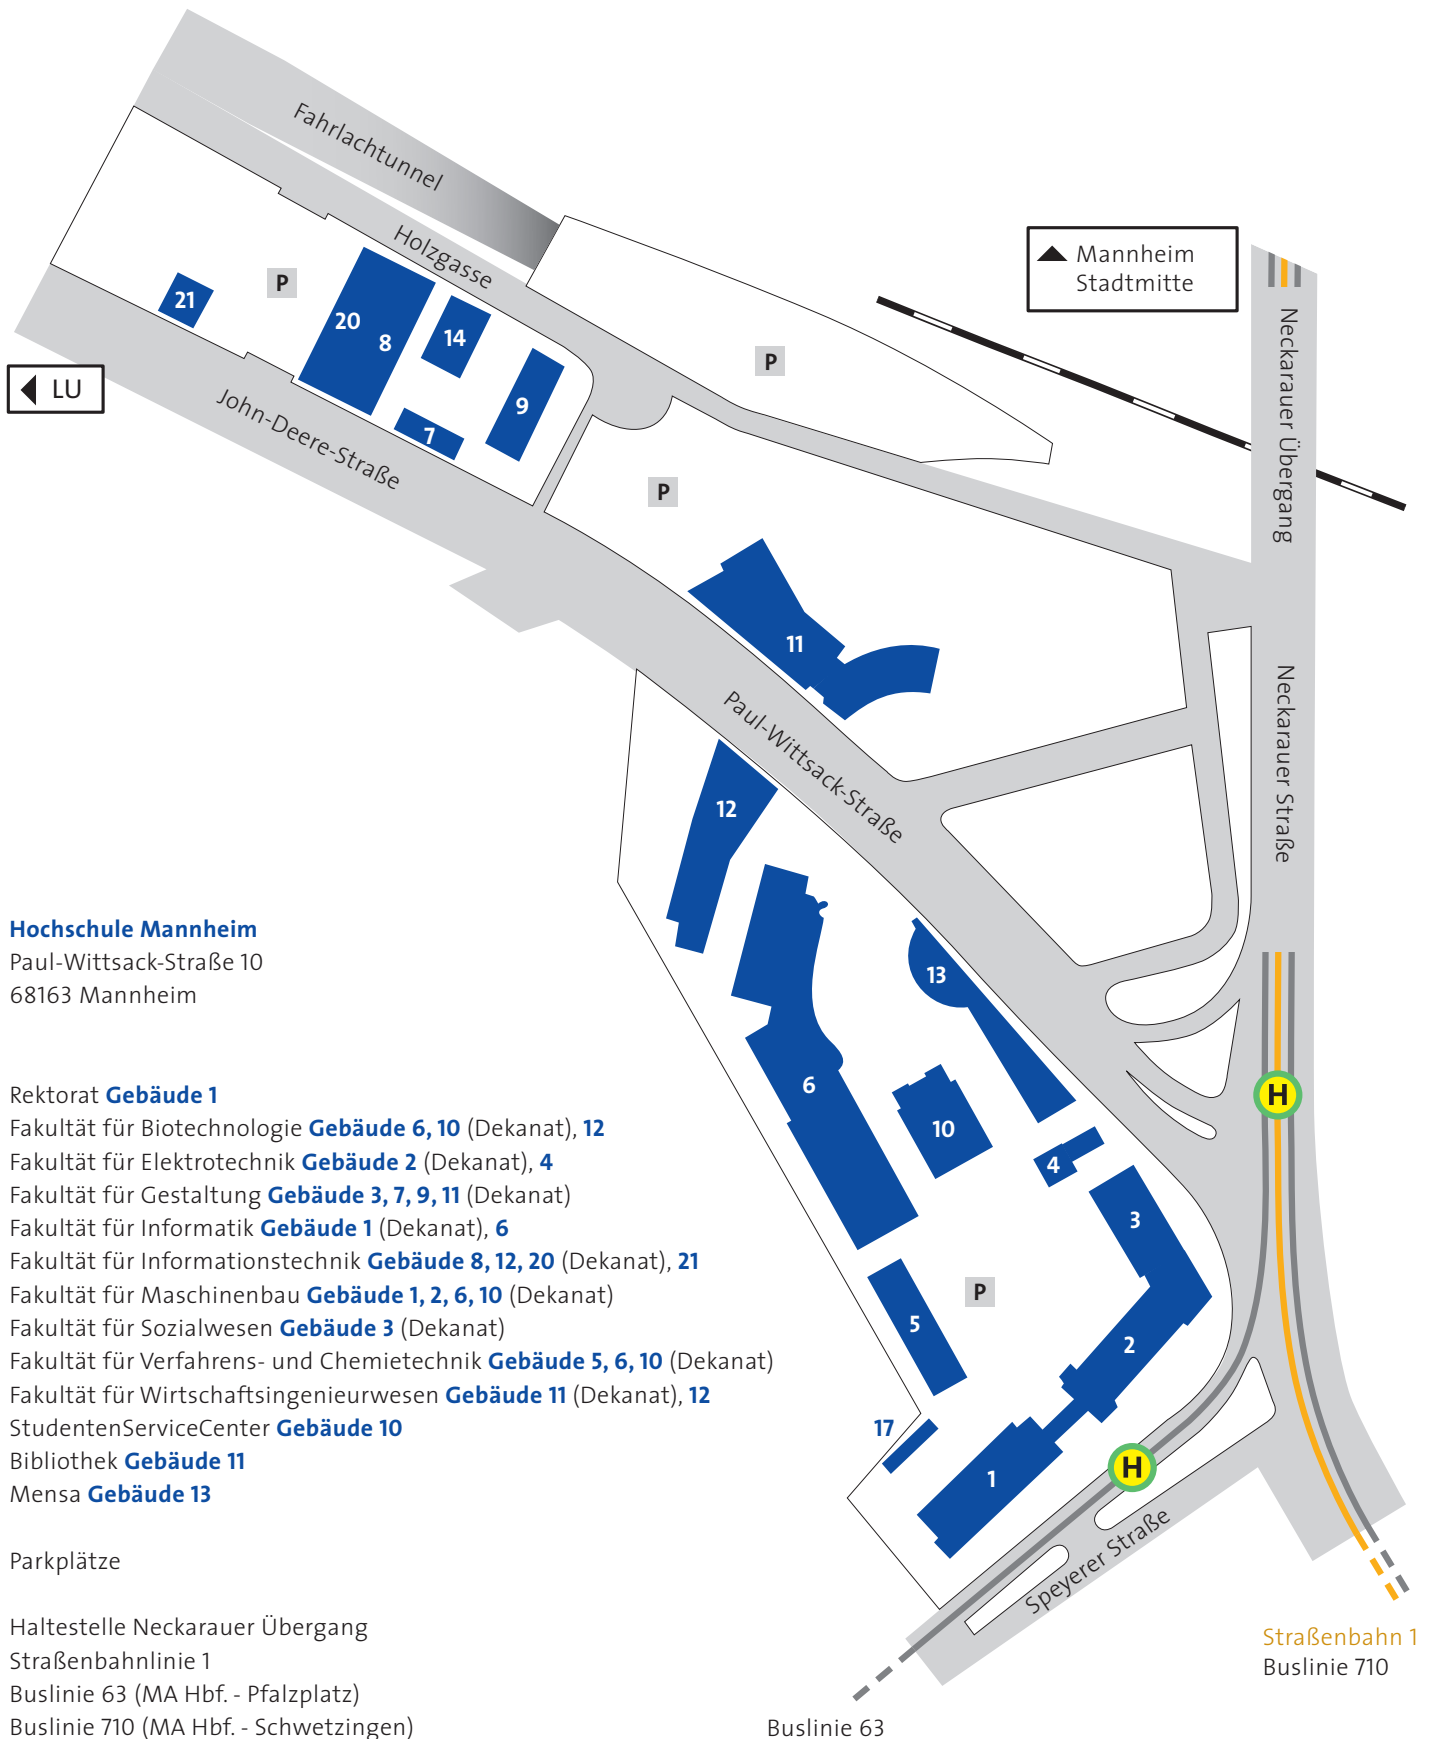 Fahrlachtunnel
Holzgasse
Mannheim
Stadtmitte
P
21
20
8
14
9
7
P
LU
John-Deere-Straße
P
Neckarauer Übergang
11
Neckarauer Straße
Paul-Wittsack-Straße
12
13
6
10
4
3
H
P
5
2
17
1
H
Speyerer Straße
Hochschule Mannheim
Paul-Wittsack-Straße 10
68163 Mannheim
Rektorat Gebäude 1
Fakultät für Biotechnologie Gebäude 6, 10 (Dekanat), 12
Fakultät für Elektrotechnik Gebäude 2 (Dekanat), 4
Fakultät für Gestaltung Gebäude 3, 7, 9, 11 (Dekanat)
Fakultät für Informatik Gebäude 1 (Dekanat), 6
Fakultät für Informationstechnik Gebäude 8, 12, 20 (Dekanat), 21
Fakultät für Maschinenbau Gebäude 1, 2, 6, 10 (Dekanat)
Fakultät für Sozialwesen Gebäude 3 (Dekanat)
Fakultät für Verfahrens- und Chemietechnik Gebäude 5, 6, 10 (Dekanat)
Fakultät für Wirtschaftsingenieurwesen Gebäude 11 (Dekanat), 12
StudentenServiceCenter Gebäude 10
Bibliothek Gebäude 11
Mensa Gebäude 13
Parkplätze
Haltestelle Neckarauer Übergang
Straßenbahnlinie 1
Buslinie 63 (MA Hbf. - Pfalzplatz)
Buslinie 710 (MA Hbf. - Schwetzingen)
Straßenbahn 1
Buslinie 710
Buslinie 63